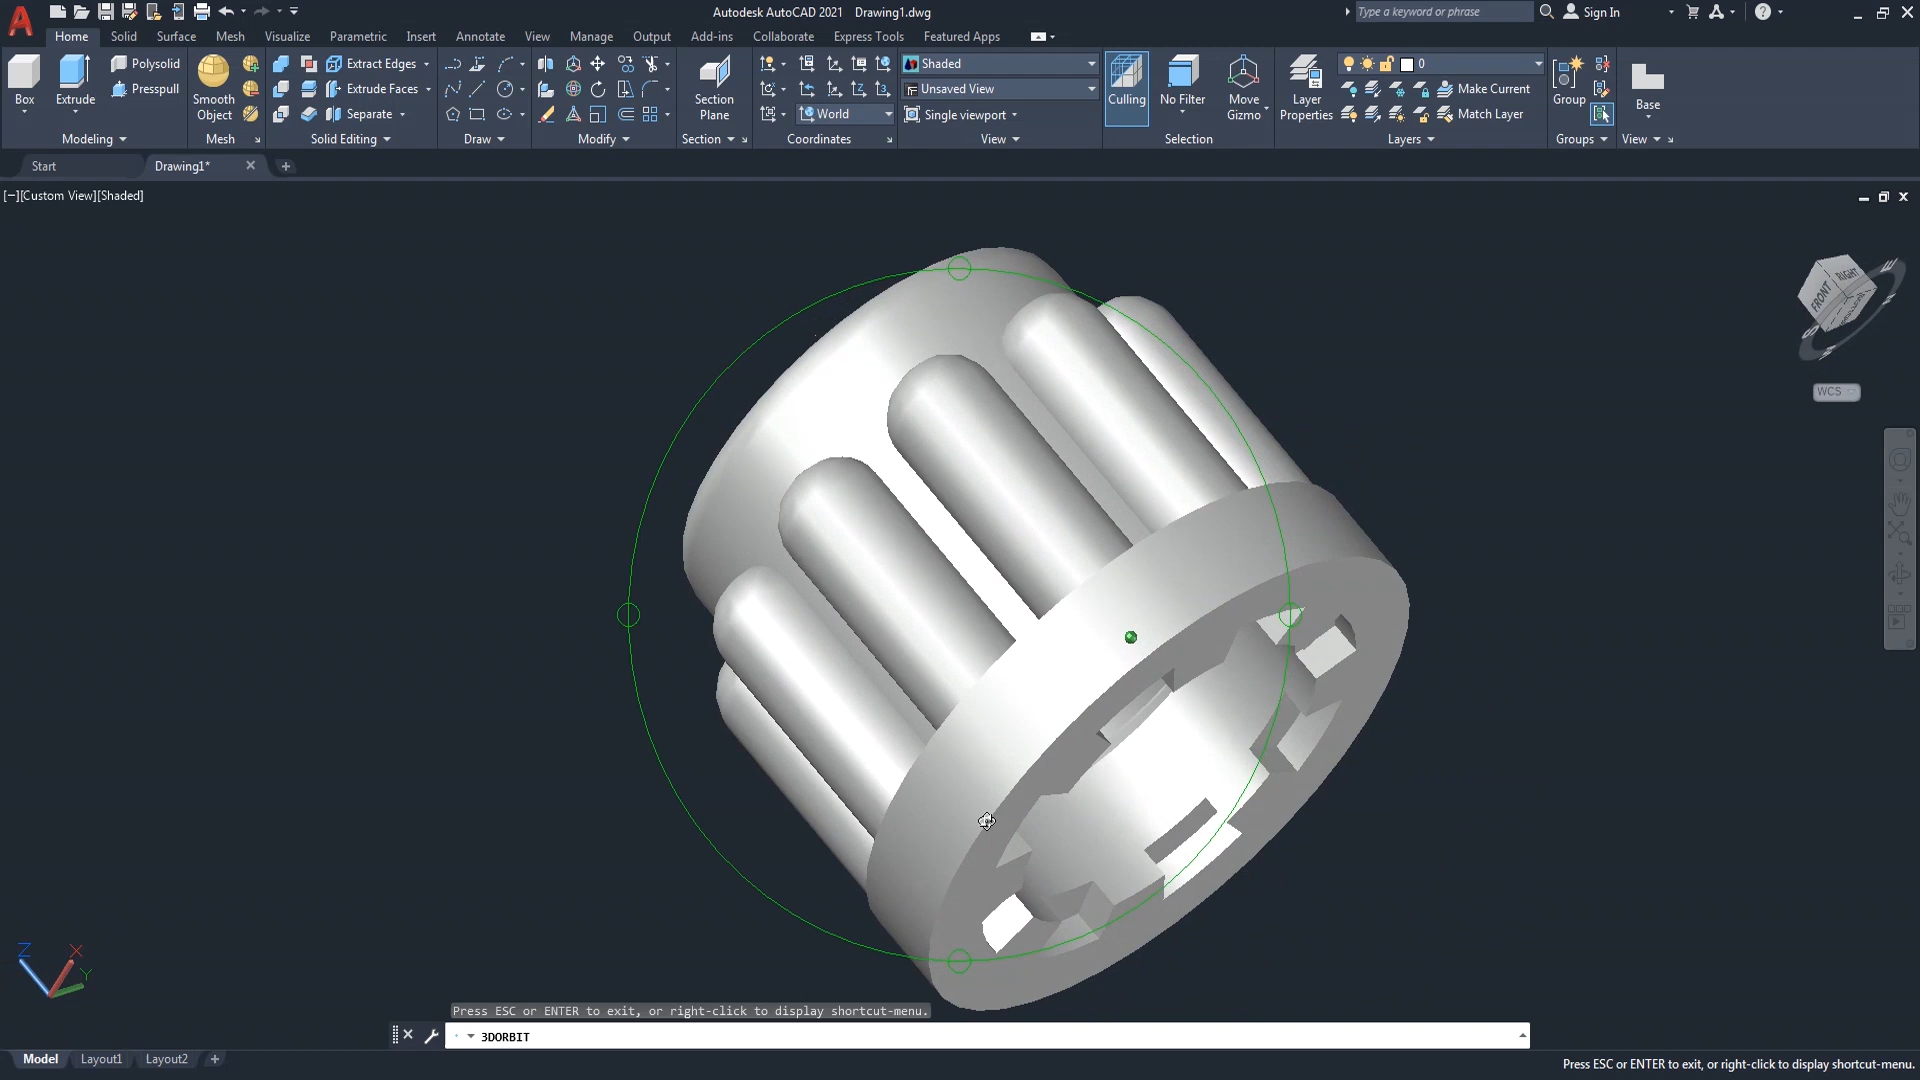 Autodesk AutoCAD 2021 Drawing1.dwg
Type a keyword or phrase
Sign In
Home Solid Surface Mesh Visualize Parametric Insert Annotate View Manage Output Add-ins Collaborate Express Tools Featured Apps
Box
Extrude
Polysolid
Presspull
Modeling
Smooth
Object
Mesh
Extract Edges
Extrude Faces
Separate
Solid Editing
Draw
Modify
Section
Plane
Section
World
Coordinates
Shaded
Unsaved View
Single viewport
View
Culling
No Filter
Move
Gizmo
Selection
Layer
Properties
0
Make Current
Match Layer
Layers
Group
Groups
Base
View
Start
Drawing1*
[−][Custom View][Shaded]
FRONT
RIGHT
WCS
Z
X
Y
Press ESC or ENTER to exit, or right-click to display shortcut-menu.
3DORBIT
Model Layout1 Layout2
Press ESC or ENTER to exit, or right-click to display shortcut-menu.